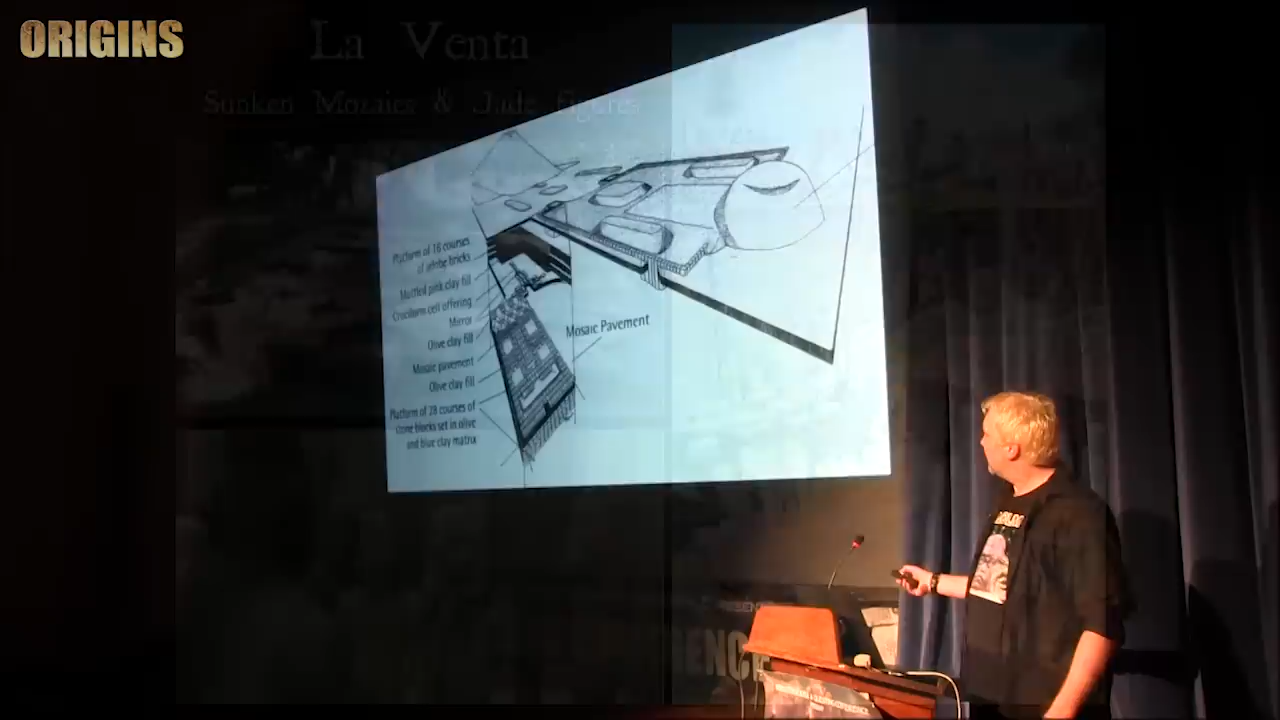 ORIGINS
La Venta
Sunken Mosaics & Jade Figures
Platform of 16 courses
of adobe bricks
Mottled pink clay fill
Cruciform cell offering
Mirror
Olive clay fill
Mosaic pavement
Olive clay fill
Platform of 28 courses of
stone blocks set in olive
and blue clay matrix
Mosaic Pavement